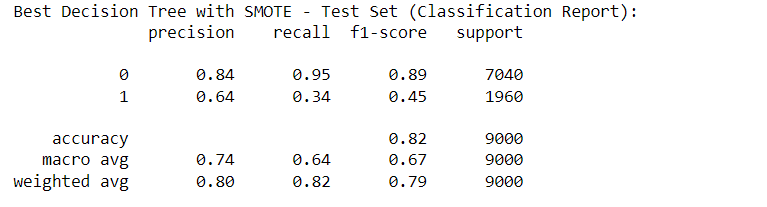 Best Decision Tree with SMOTE - Test Set (Classification Report):
precision recall f1-score support
0 0.84 0.95 0.89 7040
1 0.64 0.34 0.45 1960
accuracy 0.82 9000
macro avg 0.74 0.64 0.67 9000
weighted avg 0.80 0.82 0.79 9000